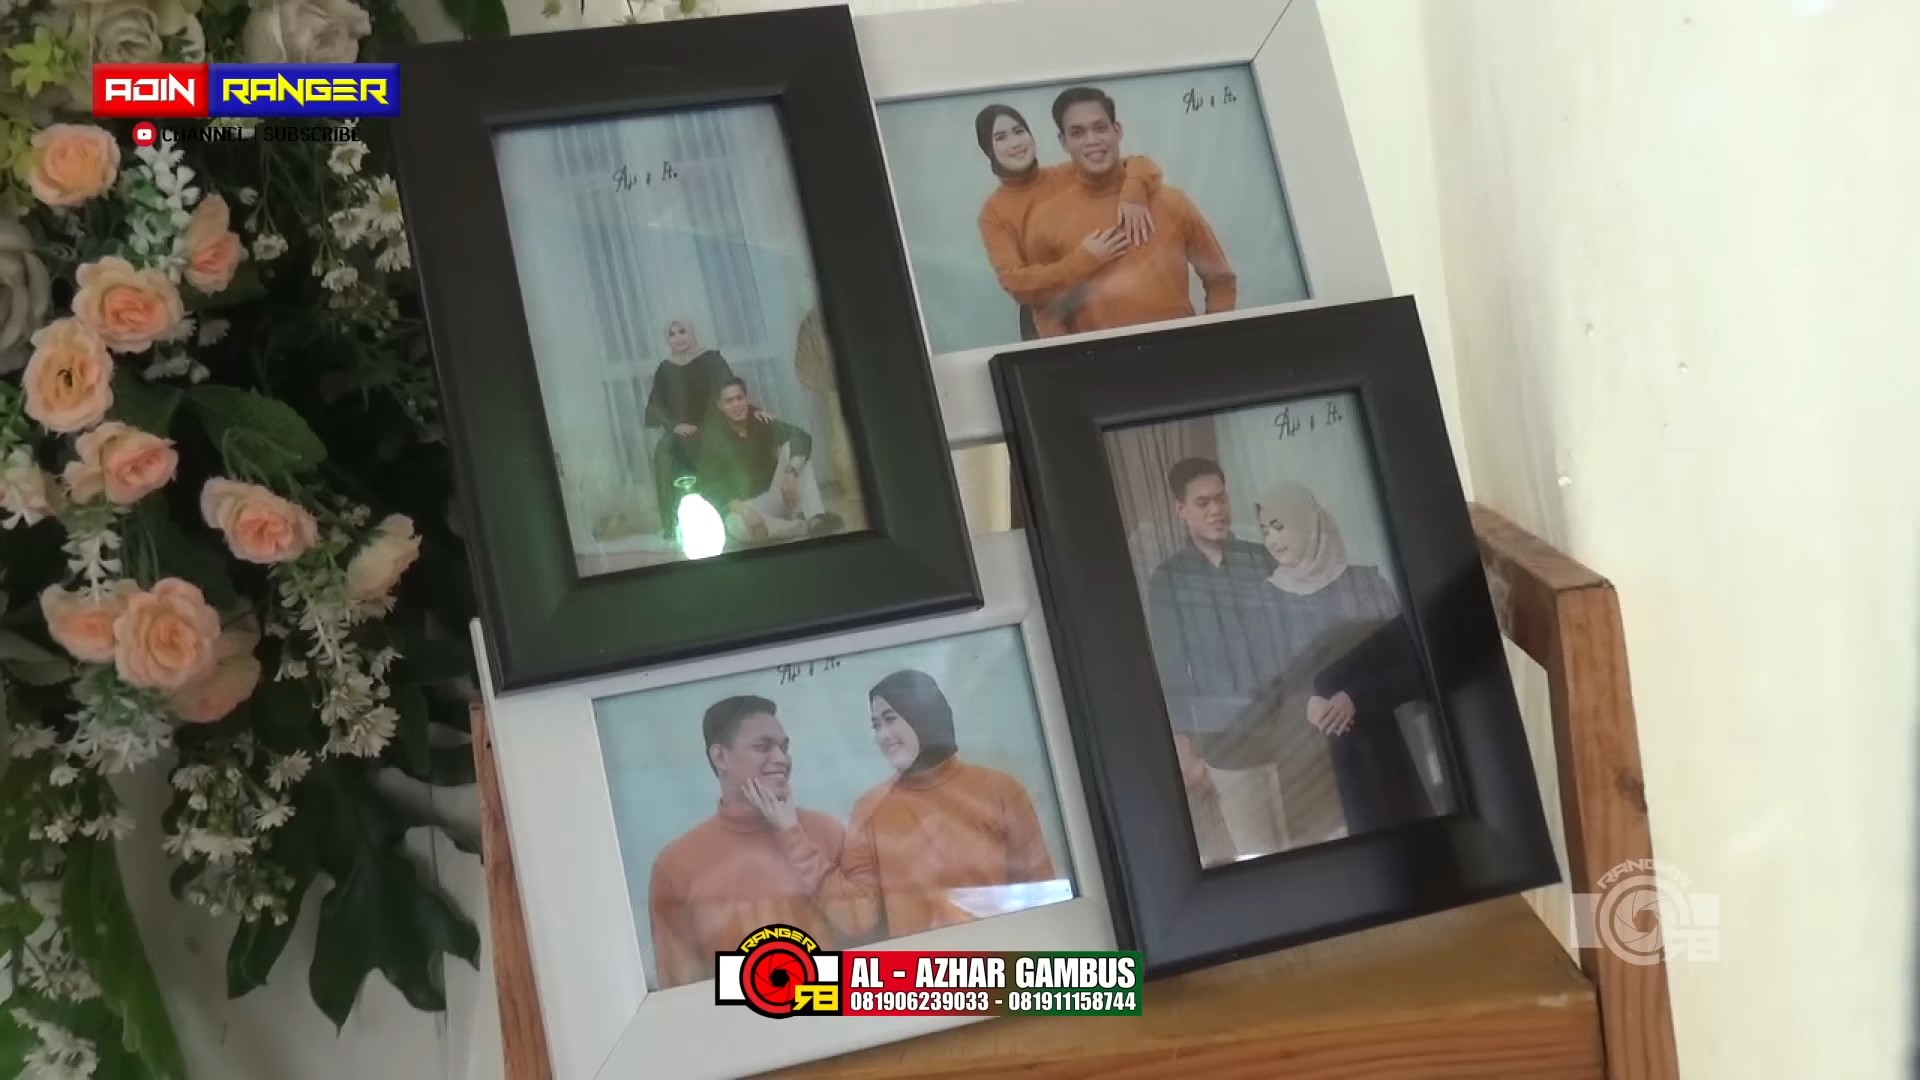 ADIN RANGER
CHANNEL | SUBSCRIBE
RANGER
RB
AL - AZHAR GAMBUS
081906239033 - 081911158744
RANGER
RB